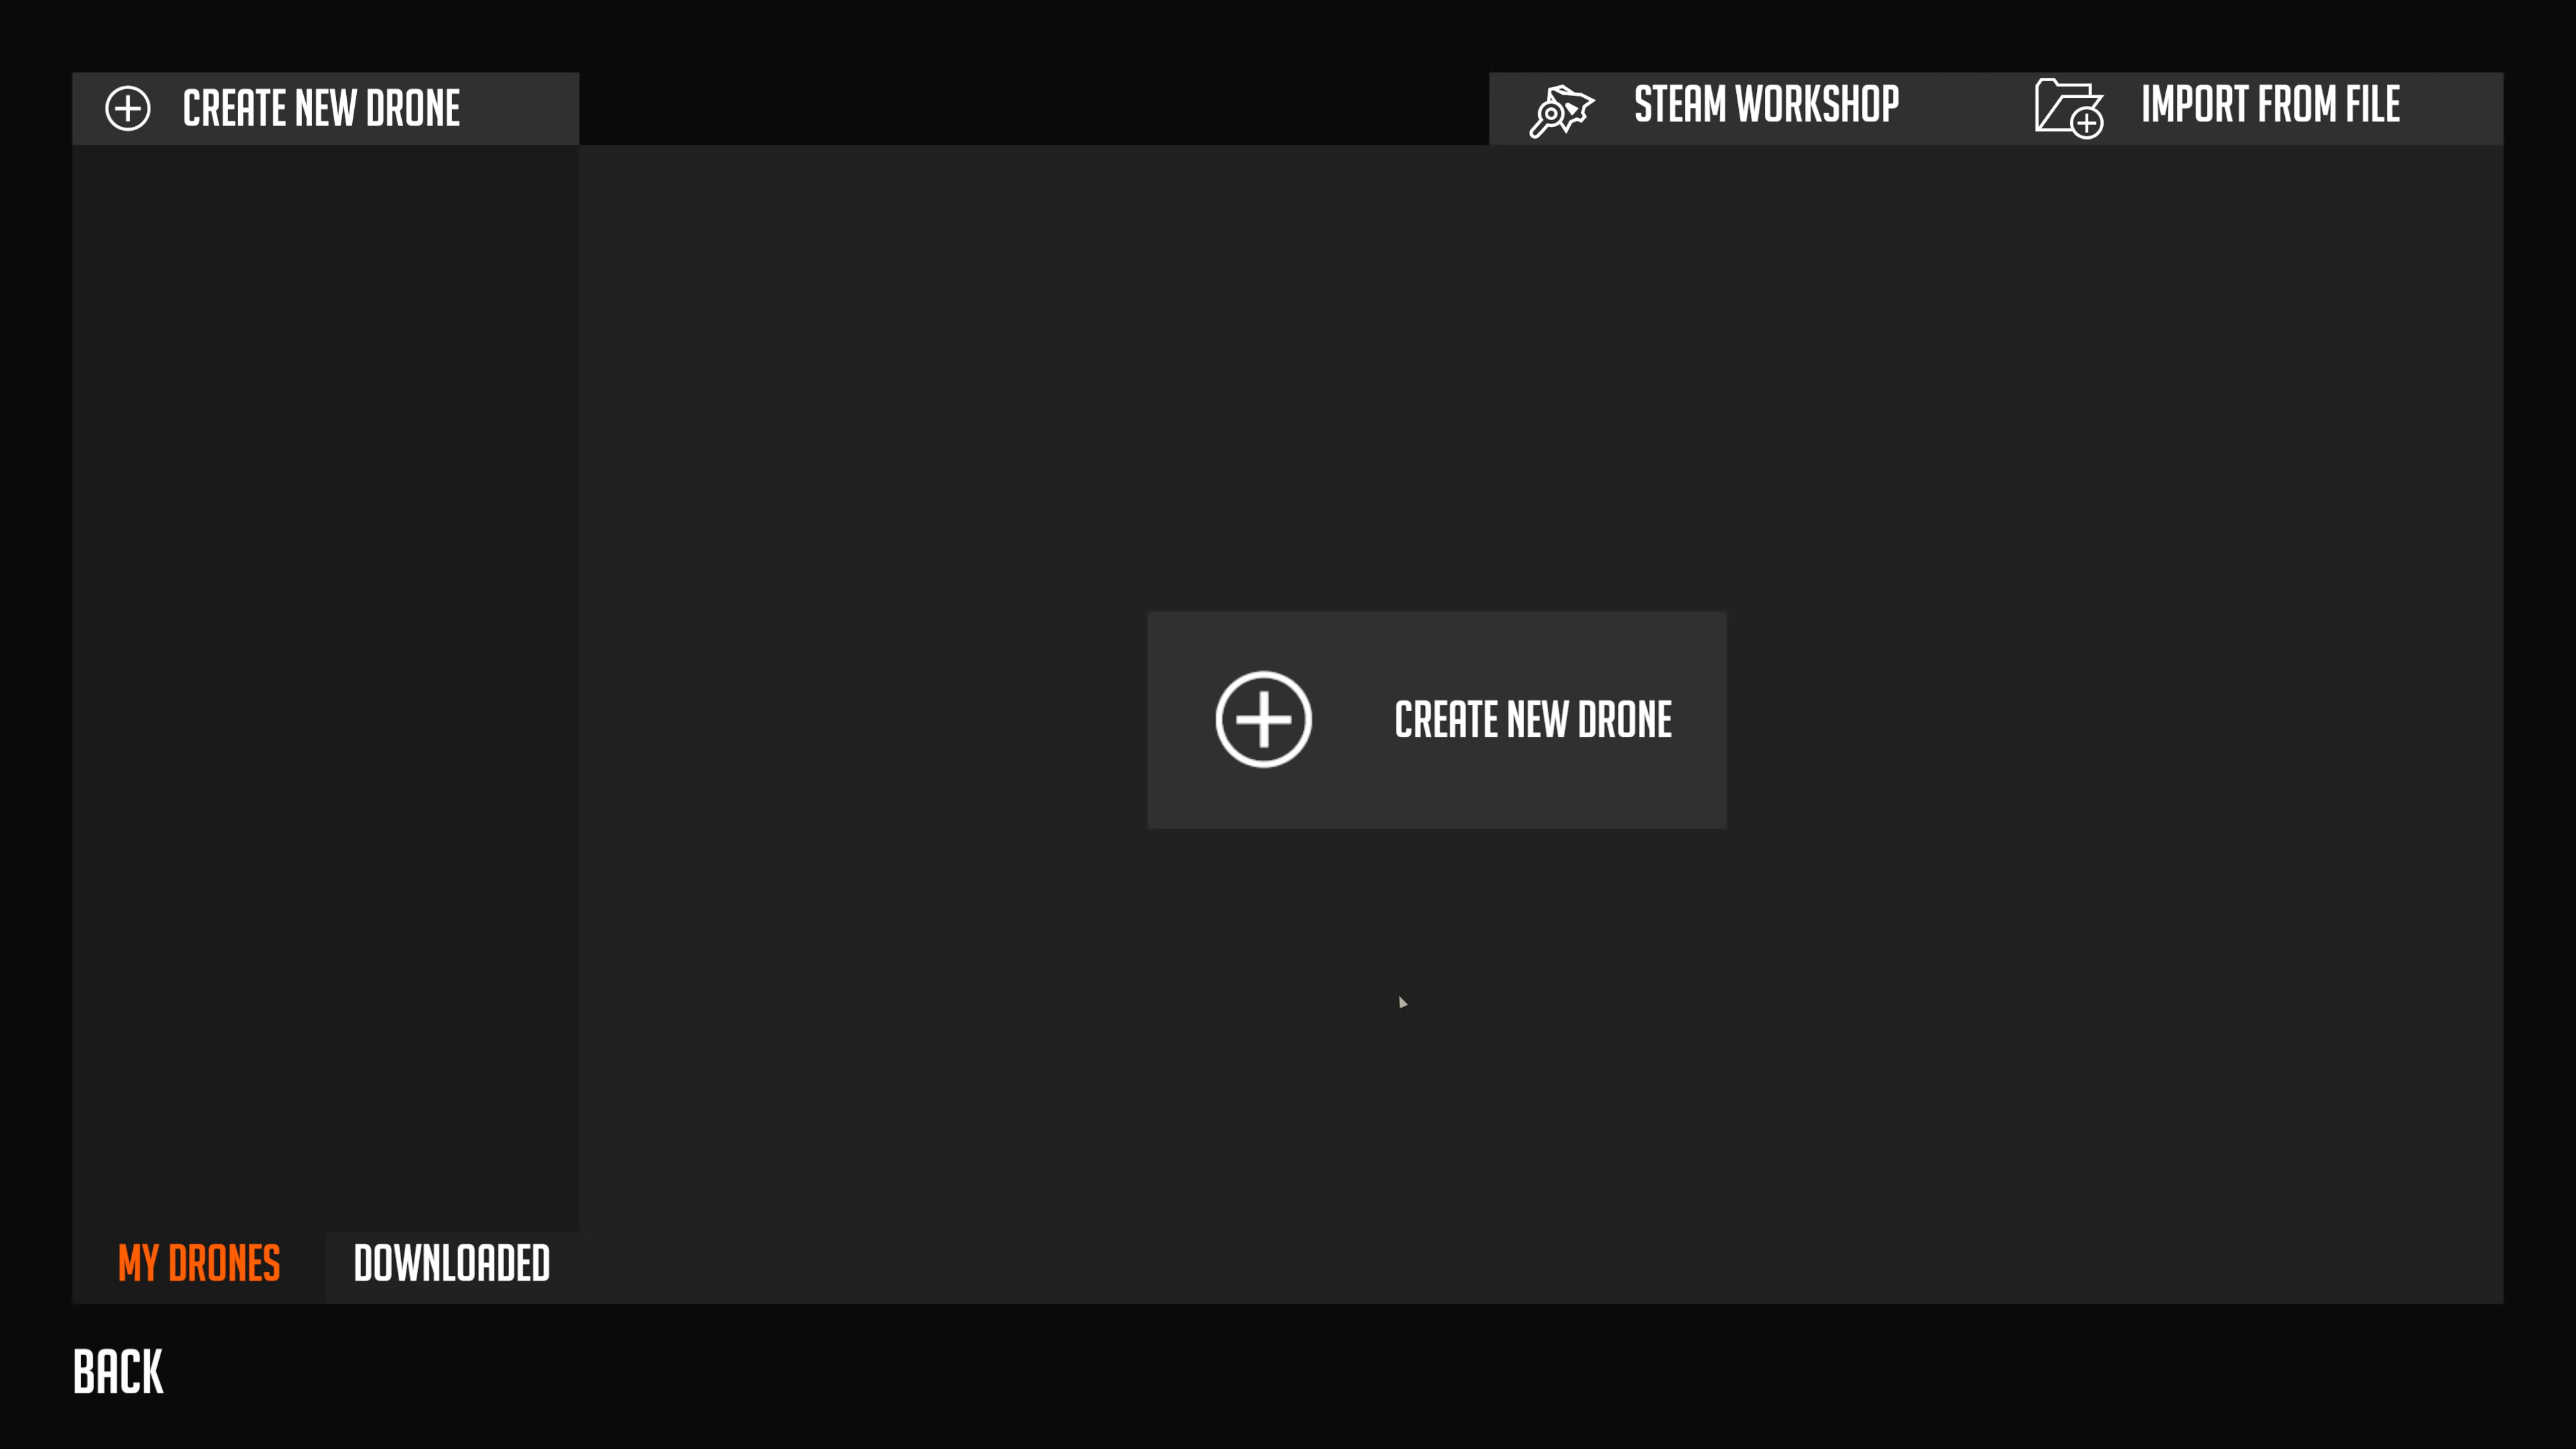 CREATE NEW DRONE
STEAM WORKSHOP
IMPORT FROM FILE
CREATE NEW DRONE
MY DRONES
DOWNLOADED
BACK